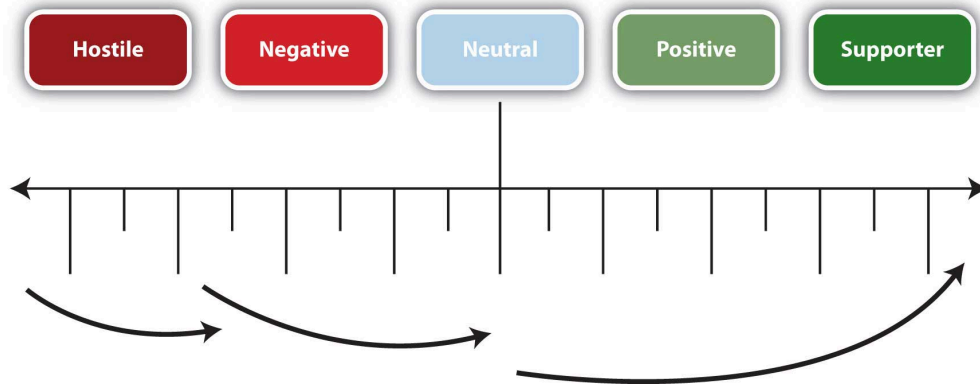 Hostile
Negative
Neutral
Positive
Supporter